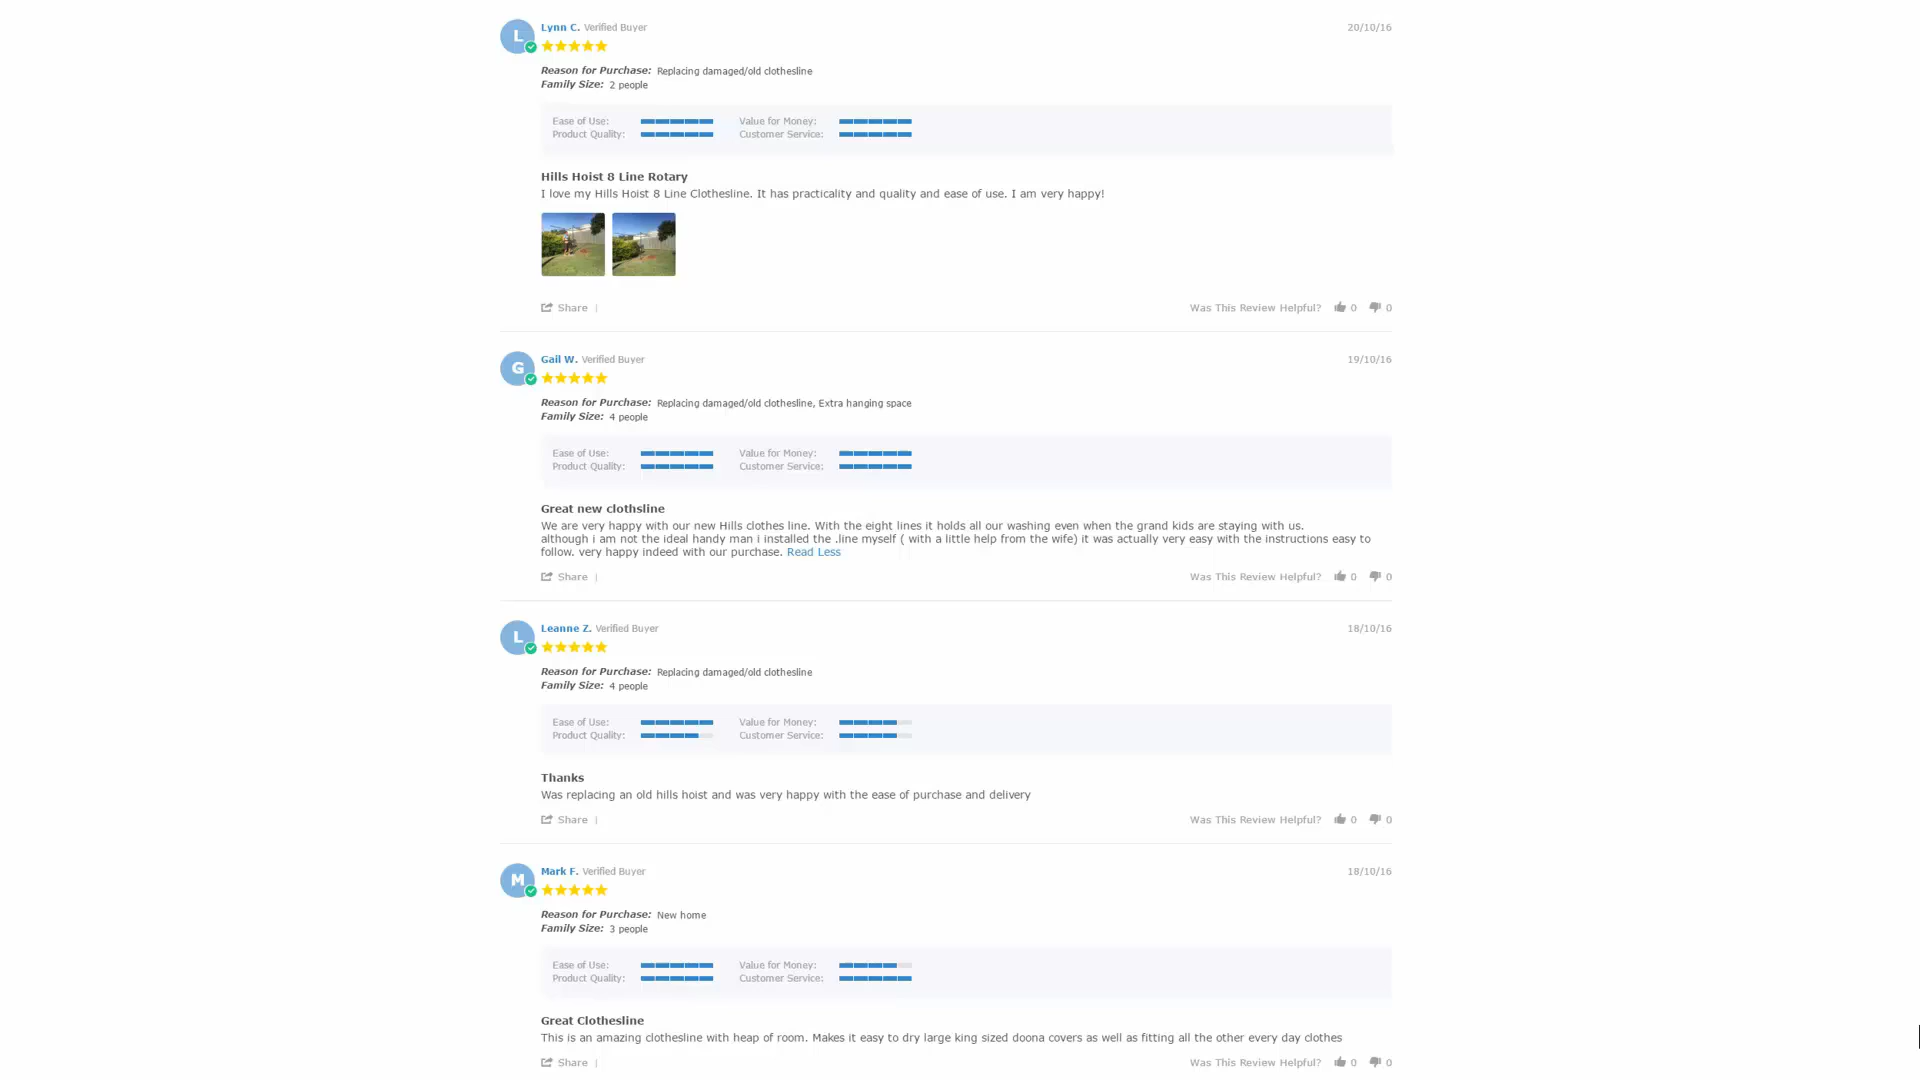 L
Lynn C. Verified Buyer
20/10/16
Reason for Purchase: Replacing damaged/old clothesline
Family Size: 2 people
Ease of Use: Value for Money:
Product Quality: Customer Service:
Hills Hoist 8 Line Rotary
I love my Hills Hoist 8 Line Clothesline. It has practicality and quality and ease of use. I am very happy!
Share | Was This Review Helpful? 0 0
G
Gail W. Verified Buyer
19/10/16
Reason for Purchase: Replacing damaged/old clothesline, Extra hanging space
Family Size: 4 people
Ease of Use: Value for Money:
Product Quality: Customer Service:
Great new clothsline
We are very happy with our new Hills clothes line. With the eight lines it holds all our washing even when the grand kids are staying with us.
although i am not the ideal handy man i installed the .line myself ( with a little help from the wife) it was actually very easy with the instructions easy to
follow. very happy indeed with our purchase. Read Less
Share | Was This Review Helpful? 0 0
L
Leanne Z. Verified Buyer
18/10/16
Reason for Purchase: Replacing damaged/old clothesline
Family Size: 4 people
Ease of Use: Value for Money:
Product Quality: Customer Service:
Thanks
Was replacing an old hills hoist and was very happy with the ease of purchase and delivery
Share | Was This Review Helpful? 0 0
M
Mark F. Verified Buyer
18/10/16
Reason for Purchase: New home
Family Size: 3 people
Ease of Use: Value for Money:
Product Quality: Customer Service:
Great Clothesline
This is an amazing clothesline with heap of room. Makes it easy to dry large king sized doona covers as well as fitting all the other every day clothes
Share | Was This Review Helpful? 0 0